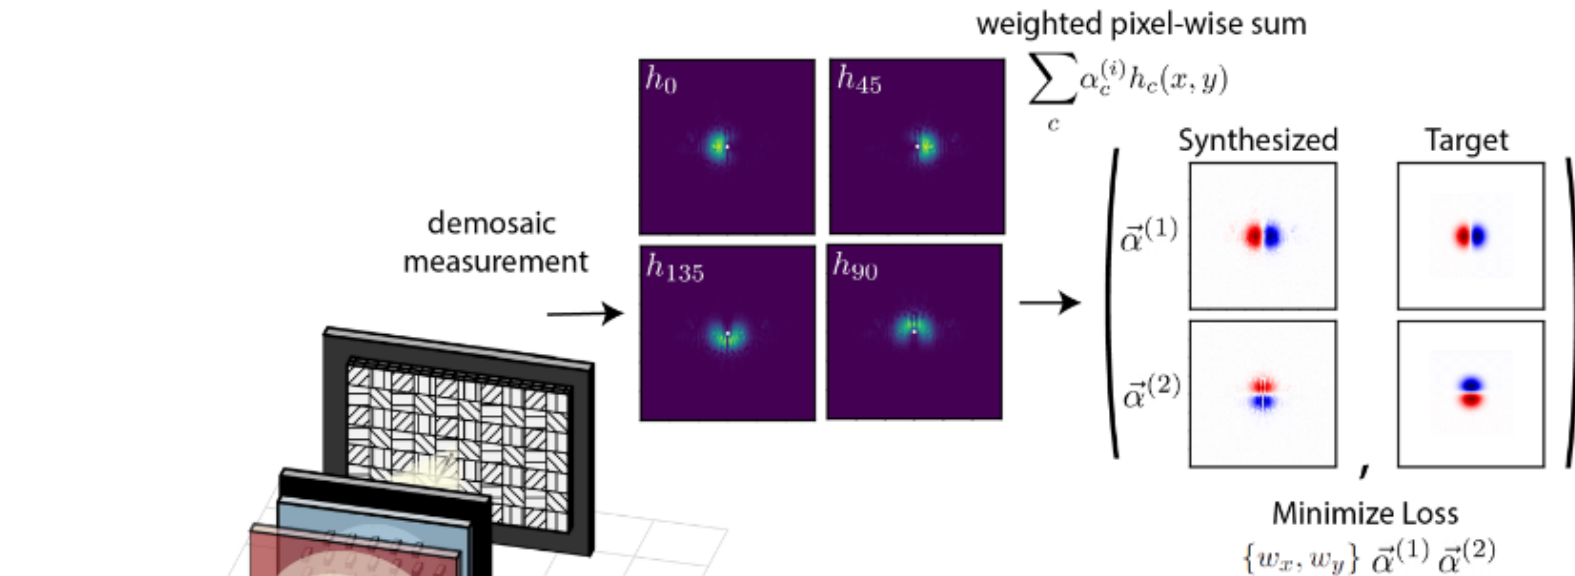 weighted pixel-wise sum
∑_c α_c^{(i)} h_c(x, y)
h_0
h_45
Synthesized
Target
demosaic
measurement
h_135
h_90
α⃗^{(1)}
α⃗^{(2)}
,
Minimize Loss
{w_x, w_y} α⃗^{(1)} α⃗^{(2)}